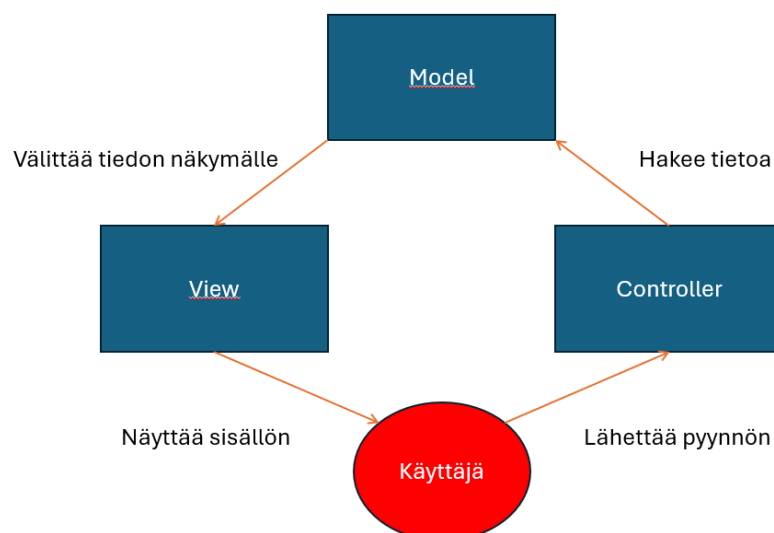 Model
Välittää tiedon näkymälle
Hakee tietoa
View
Controller
Näyttää sisällön
Lähettää pyynnön
Käyttäjä